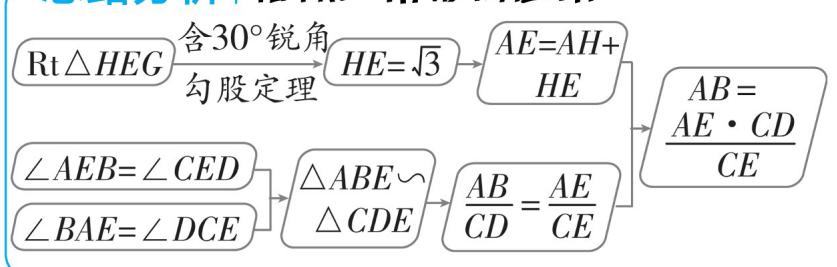 Rt△HEG
含30°锐角
勾股定理
HE=√3
AE=AH+
HE
AB=
AE·CD
CE
∠AEB=∠CED
∠BAE=∠DCE
△ABE∽
△CDE
AB/CD=AE/CE